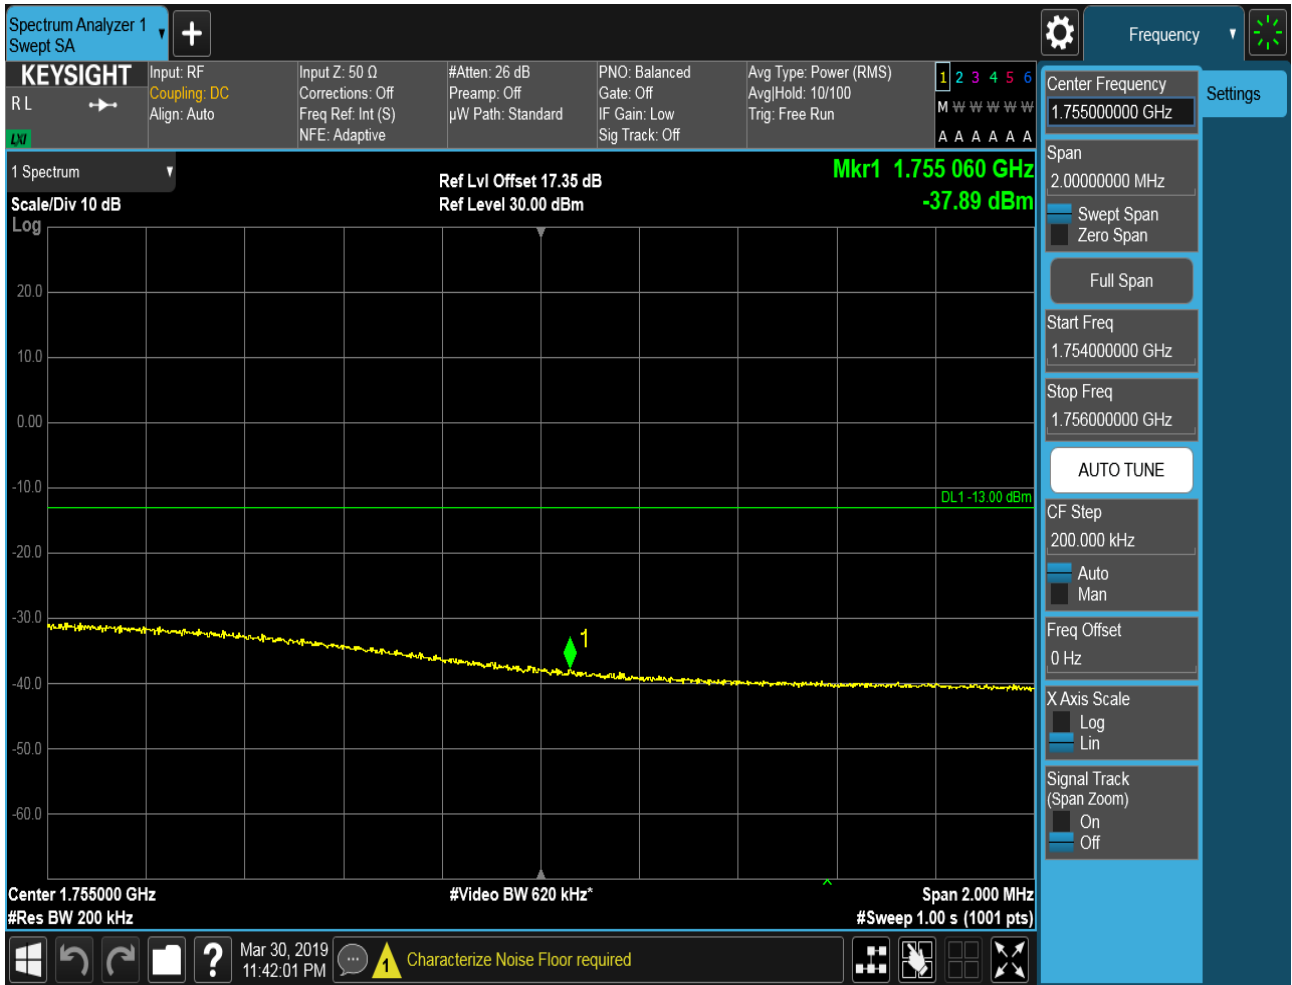 Spectrum Analyzer 1
Swept SA
Frequency
KEYSIGHT
R L
LXI
Input: RF
Coupling: DC
Align: Auto
Input Z: 50 Ω
Corrections: Off
Freq Ref: Int (S)
NFE: Adaptive
#Atten: 26 dB
Preamp: Off
µW Path: Standard
PNO: Balanced
Gate: Off
IF Gain: Low
Sig Track: Off
Avg Type: Power (RMS)
Avg|Hold: 10/100
Trig: Free Run
1 2 3 4 5 6
M W W W W W
A A A A A A
Settings
1 Spectrum
Scale/Div 10 dB
Log
Ref Lvl Offset 17.35 dB
Ref Level 30.00 dBm
Mkr1 1.755 060 GHz
-37.89 dBm
20.0
10.0
0.00
-10.0
-20.0
-30.0
-40.0
-50.0
-60.0
DL1 -13.00 dBm
1
Center 1.755000 GHz
#Res BW 200 kHz
#Video BW 620 kHz*
Span 2.000 MHz
#Sweep 1.00 s (1001 pts)
Center Frequency
1.755000000 GHz
Span
2.00000000 MHz
Swept Span
Zero Span
Full Span
Start Freq
1.754000000 GHz
Stop Freq
1.756000000 GHz
AUTO TUNE
CF Step
200.000 kHz
Auto
Man
Freq Offset
0 Hz
X Axis Scale
Log
Lin
Signal Track
(Span Zoom)
On
Off
?
Mar 30, 2019
11:42:01 PM
1
Characterize Noise Floor required